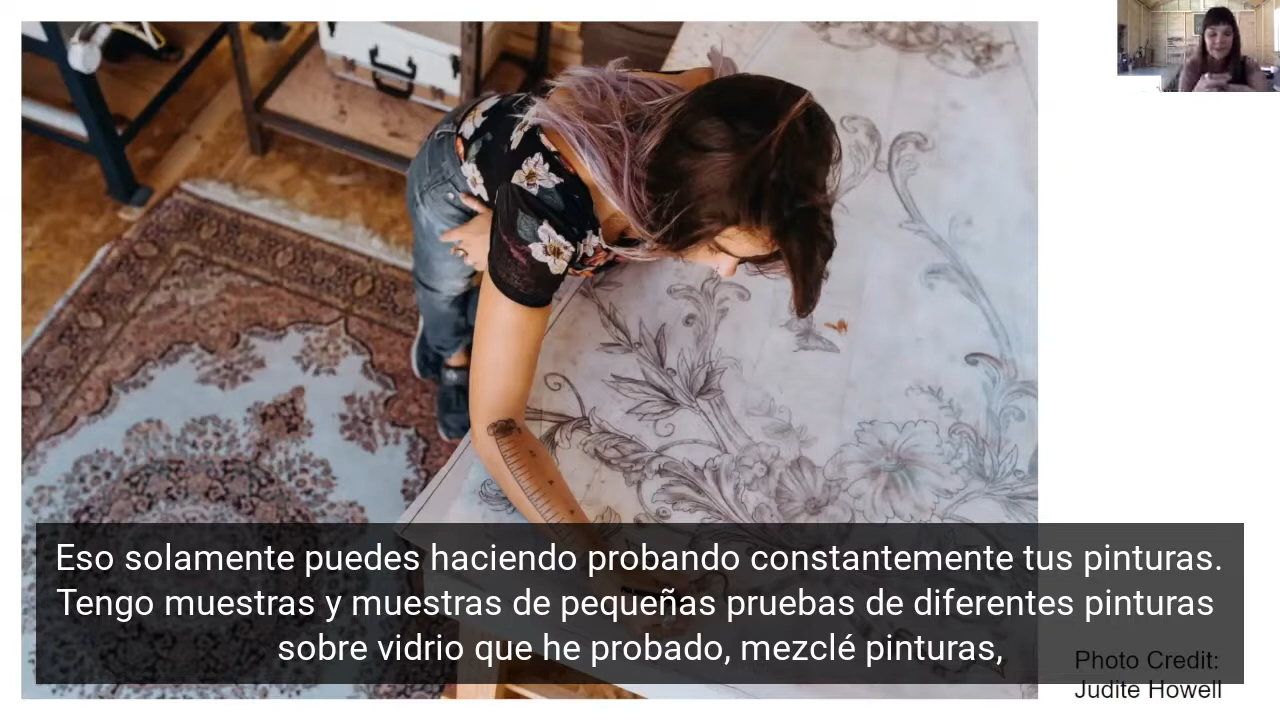 Eso solamente puedes haciendo probando constantemente tus pinturas.
Tengo muestras y muestras de pequeñas pruebas de diferentes pinturas
sobre vidrio que he probado, mezclé pinturas,
Photo Credit:
Judite Howell